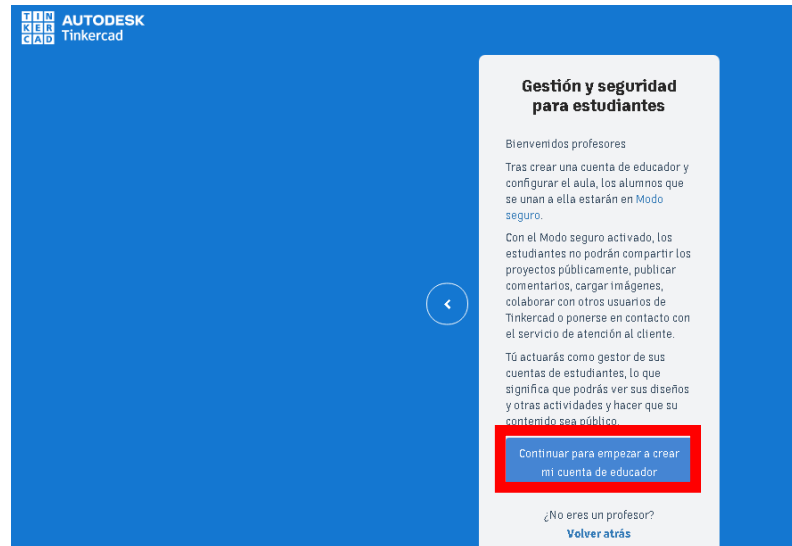 TIN
KER
CAD
AUTODESK
Tinkercad
Gestión y seguridad
para estudiantes
Bienvenidos profesores
Tras crear una cuenta de educador y
configurar el aula, los alumnos que
se unan a ella estarán en Modo
seguro.
Con el Modo seguro activado, los
estudiantes no podrán compartir los
proyectos públicamente, publicar
comentarios, cargar imágenes,
colaborar con otros usuarios de
Tinkercad o ponerse en contacto con
el servicio de atención al cliente.
Tú actuarás como gestor de sus
cuentas de estudiantes, lo que
significa que podrás ver sus diseños
y otras actividades y hacer que su
contenido sea público.
Continuar para empezar a crear
mi cuenta de educador
¿No eres un profesor?
Volver atrás